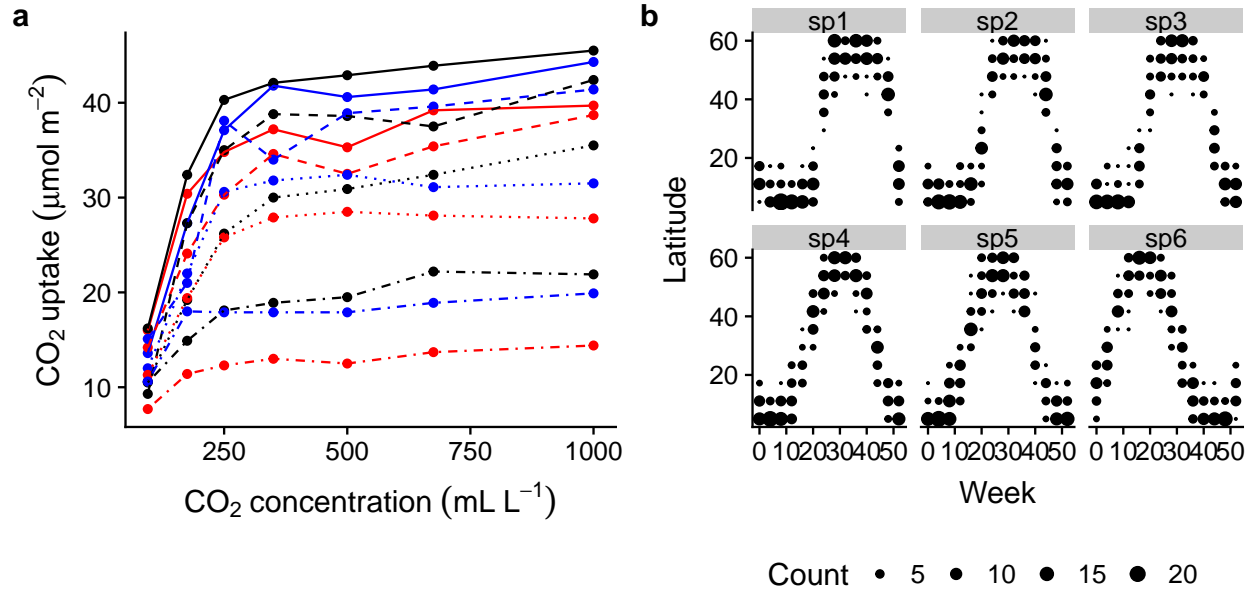 a
CO₂ uptake (μmol m⁻²)
40
30
20
10
250
500
750
1000
CO₂ concentration (mL L⁻¹)
b
sp1 sp2 sp3
60
40
20
sp4 sp5 sp6
60
40
20
0 10 20 30 40 50 0 10 20 30 40 50 0 10 20 30 40 50
Latitude
Week
Count 5 10 15 20